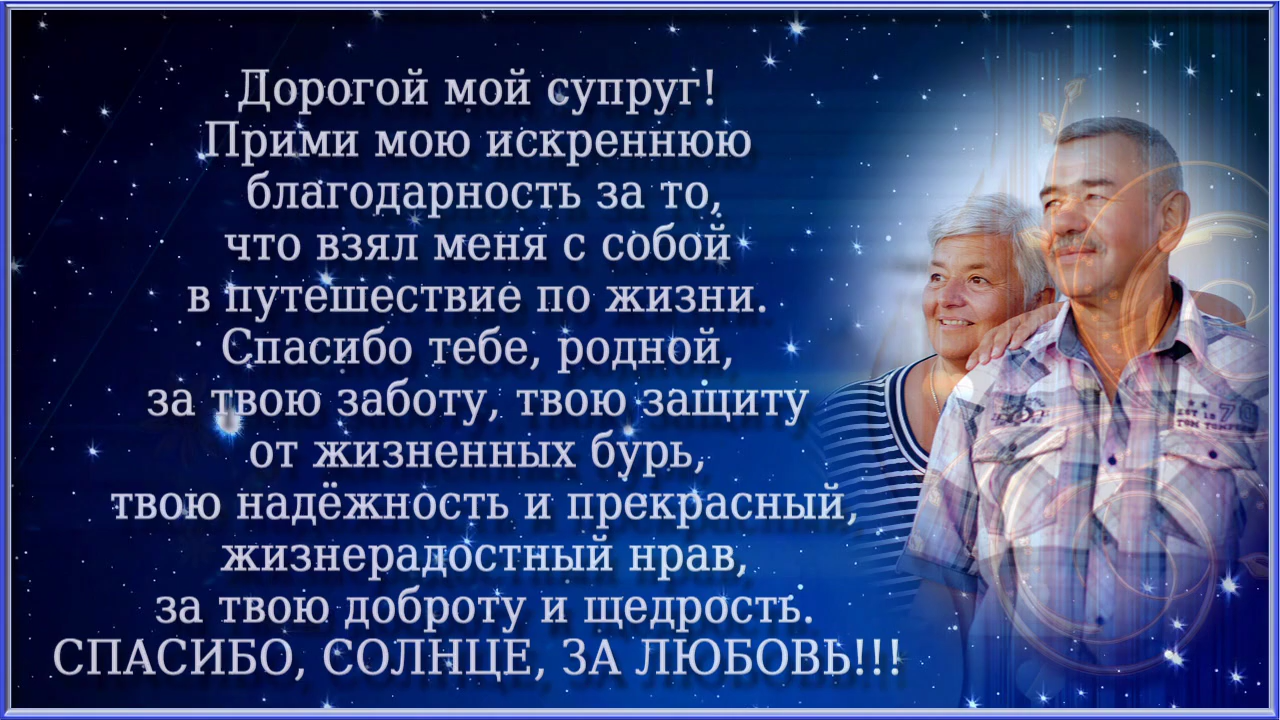 Дорогой мой супруг!
Прими мою искреннюю
благодарность за то,
что взял меня с собой
в путешествие по жизни.
Спасибо тебе, родной,
за твою заботу, твою защиту
от жизненных бурь,
твою надёжность и прекрасный,
жизнерадостный нрав,
за твою доброту и щедрость.
СПАСИБО, СОЛНЦЕ, ЗА ЛЮБОВЬ!!!